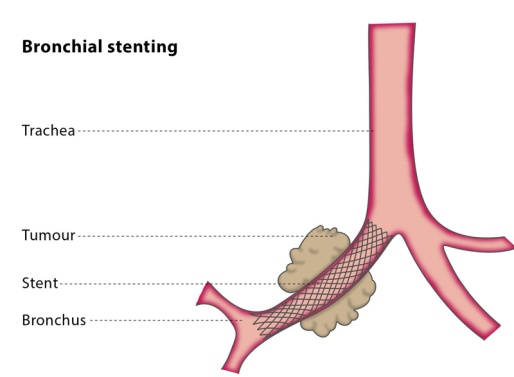 Bronchial stenting
Trachea
Tumour
Stent
Bronchus